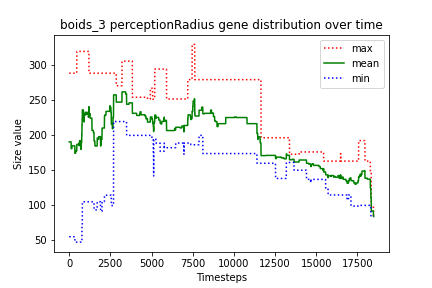 boids_3 perceptionRadius gene distribution over time
max
mean
min
Size value
300
250
200
150
100
50
0 2500 5000 7500 10000 12500 15000 17500
Timesteps